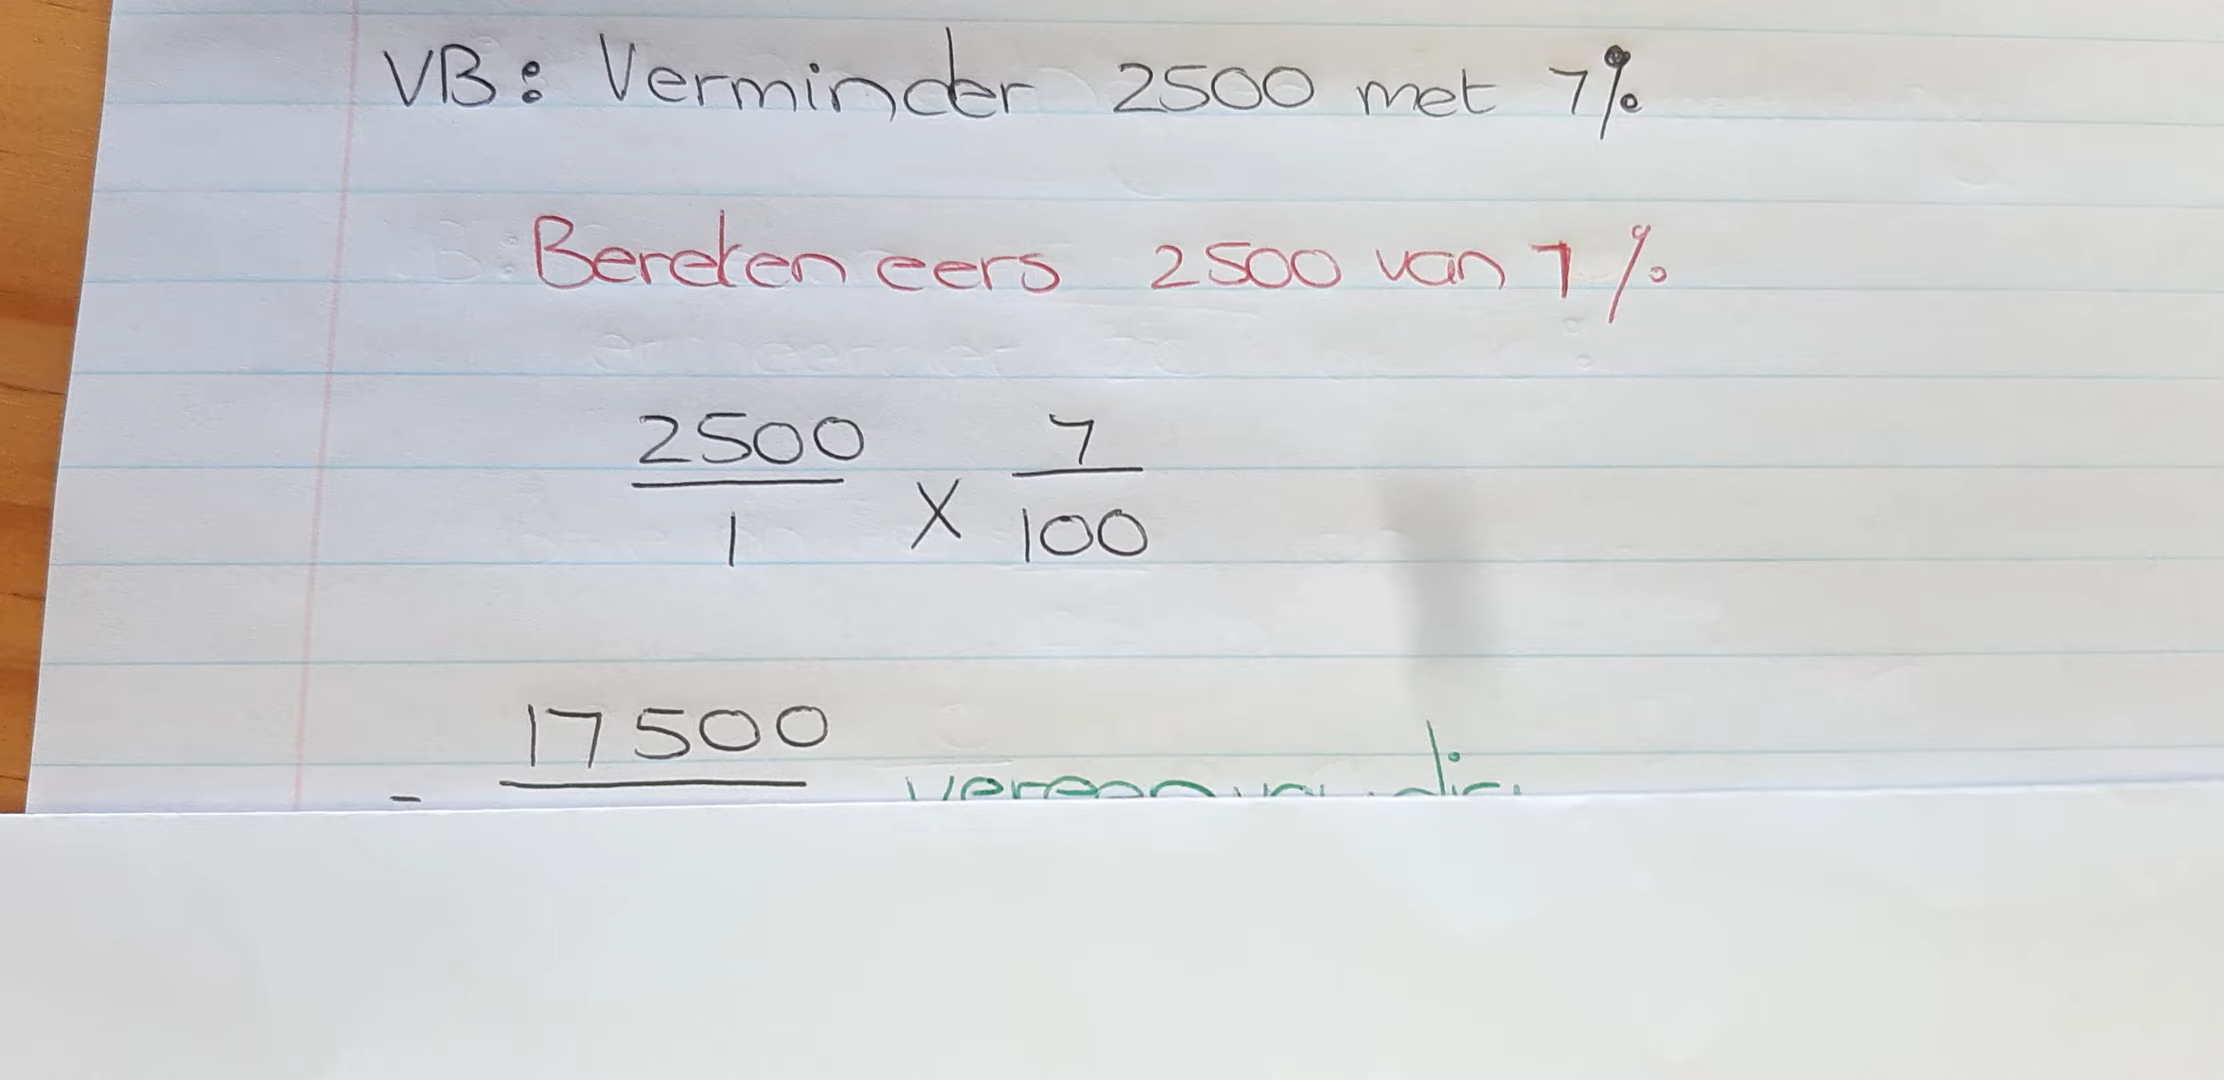 VB: Verminder 2500 met 7%
Bereken eers 2500 van 7%
2500/1 x 7/100
17500